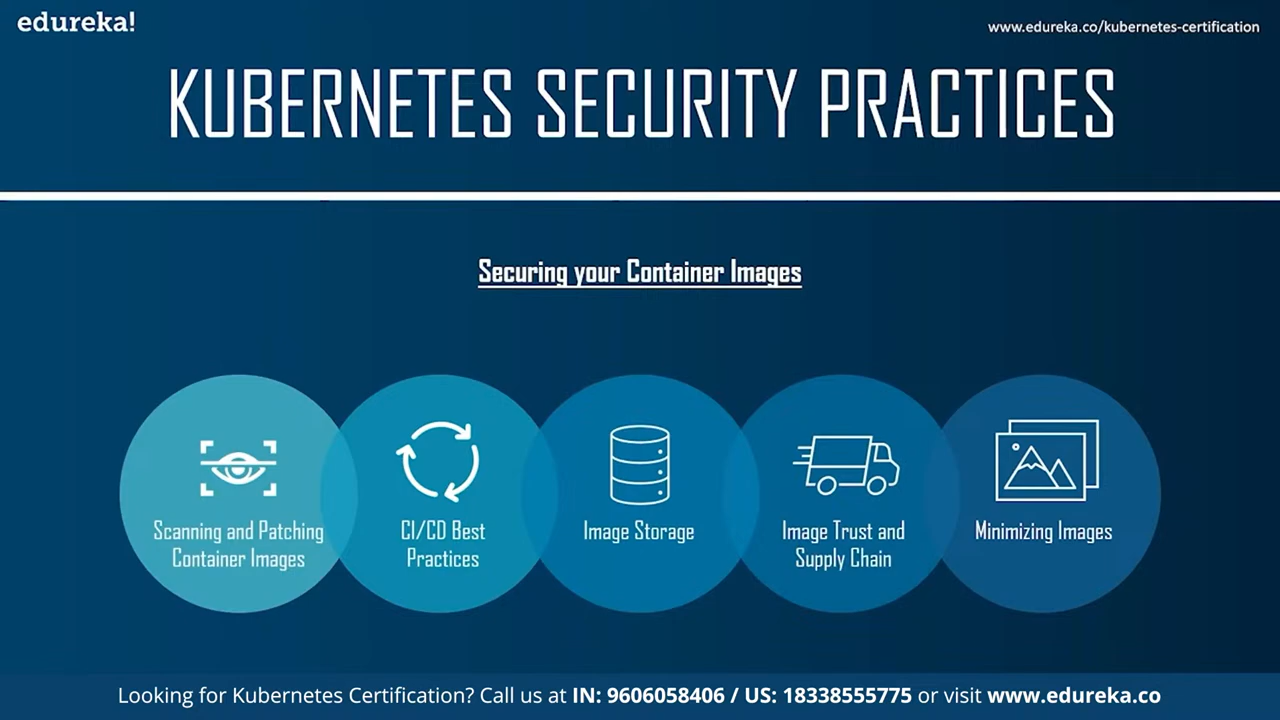 edureka!
www.edureka.co/kubernetes-certification
KUBERNETES SECURITY PRACTICES
Securing your Container Images
Scanning and Patching
Container Images
CI/CD Best
Practices
Image Storage
Image Trust and
Supply Chain
Minimizing Images
Looking for Kubernetes Certification? Call us at IN: 9606058406 / US: 18338555775 or visit www.edureka.co